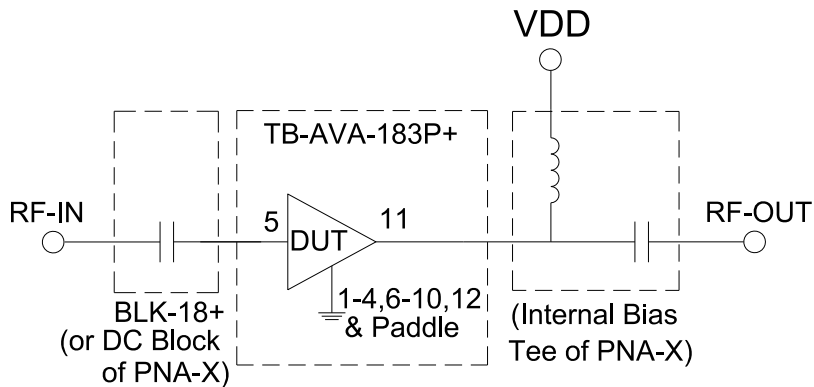 VDD
TB-AVA-183P+
RF-IN
5
11
RF-OUT
DUT
1-4,6-10,12
& Paddle
BLK-18+
(or DC Block
of PNA-X)
(Internal Bias
Tee of PNA-X)